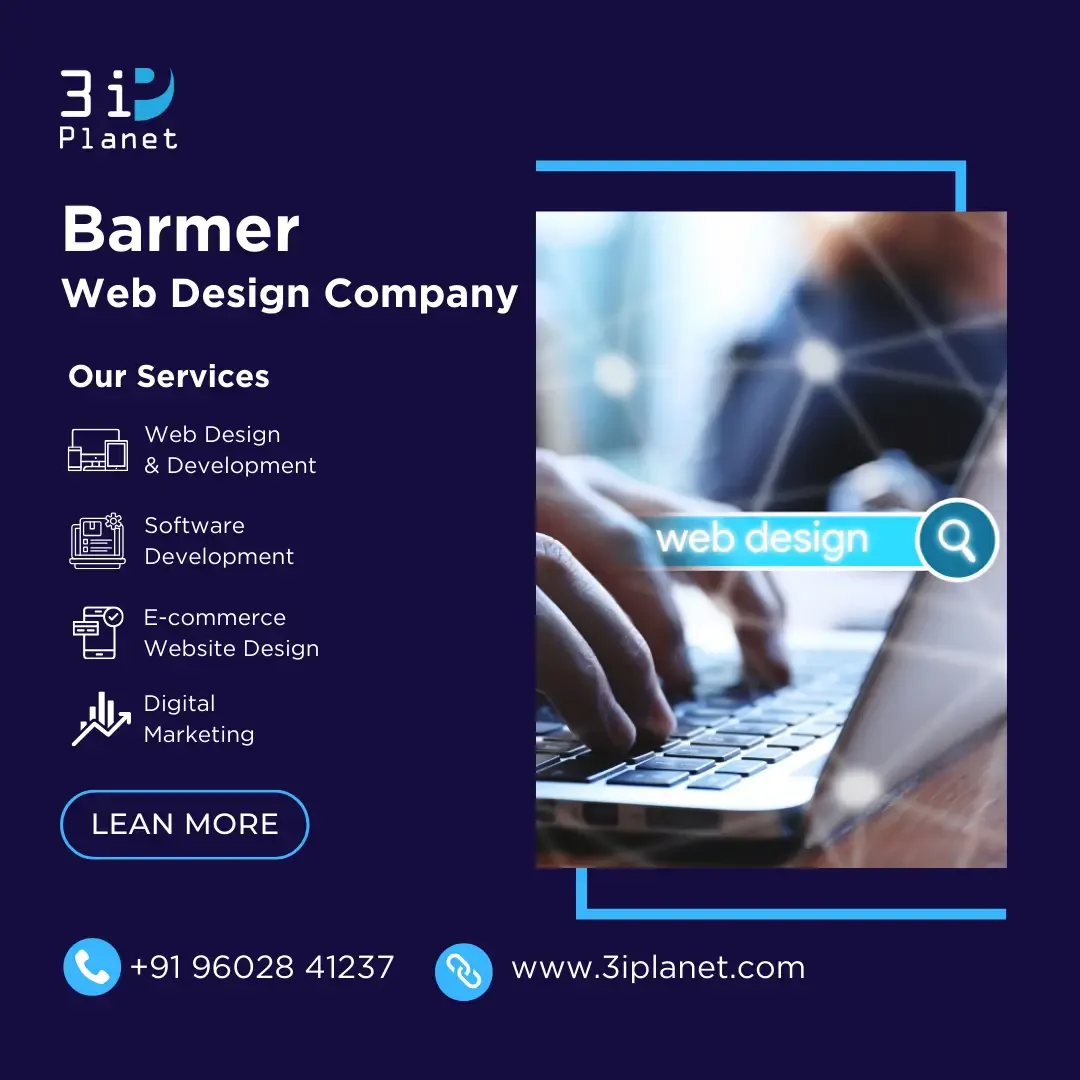 3i
Planet
Barmer
Web Design Company
Our Services
Web Design
& Development
Software
Development
E-commerce
Website Design
Digital
Marketing
LEAN MORE
web design
+91 96028 41237
www.3iplanet.com